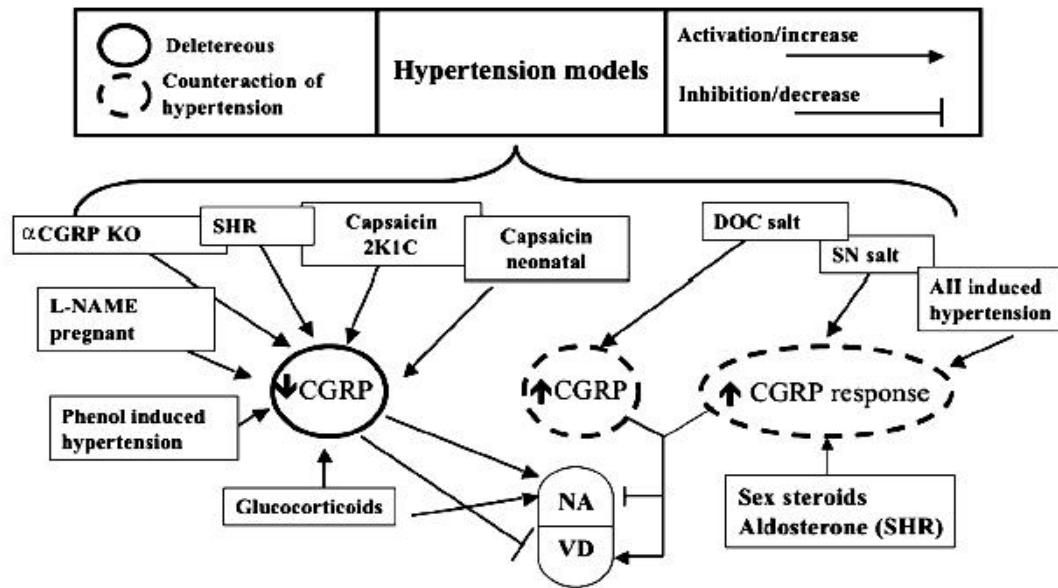 Deletereous
Counteraction of
hypertension
Hypertension models
Activation/increase
Inhibition/decrease
αCGRP KO
SHR
Capsaicin
2K1C
Capsaicin
neonatal
DOC salt
SN salt
AII induced
hypertension
L-NAME
pregnant
Phenol induced
hypertension
Glucocorticoids
↓CGRP
↑CGRP
↑ CGRP response
NA
VD
Sex steroids
Aldosterone (SHR)